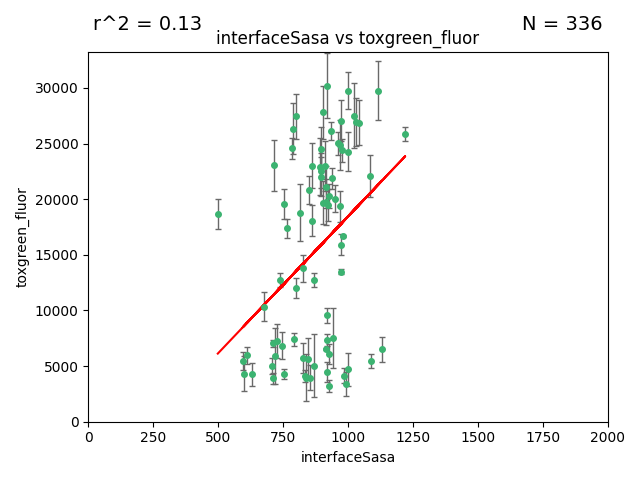 r^2 = 0.13
N = 336
interfaceSasa vs toxgreen_fluor
30000
25000
20000
15000
10000
5000
0
toxgreen_fluor
0 250 500 750 1000 1250 1500 1750 2000
interfaceSasa